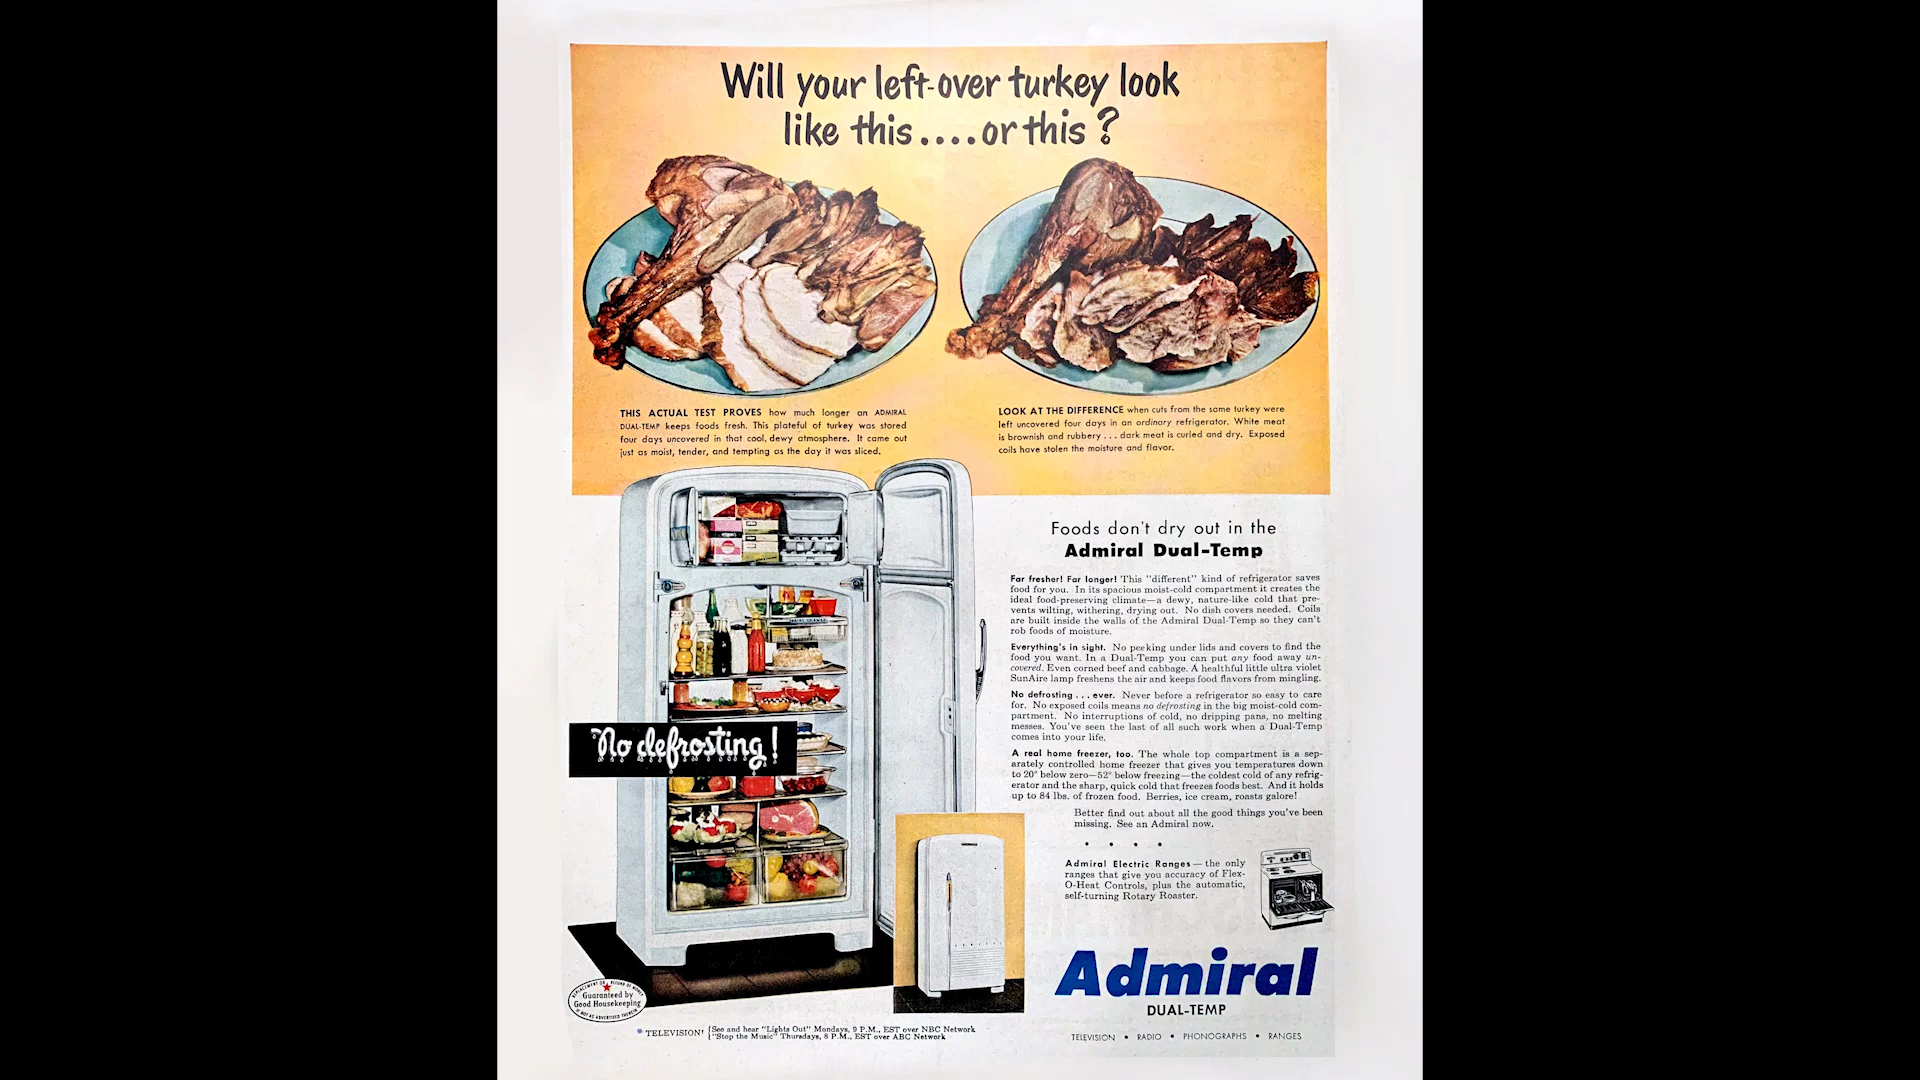 Will your left-over turkey look
like this....or this?
THIS ACTUAL TEST PROVES how much longer an ADMIRAL
DUAL-TEMP keeps foods fresh. This plateful of turkey was stored
four days uncovered in that cool, dewy atmosphere. It came out
just as moist, tender, and tempting as the day it was sliced.
LOOK AT THE DIFFERENCE when cuts from the same turkey were
left uncovered four days in an ordinary refrigerator. White meat
is brownish and rubbery... dark meat is curled and dry. Exposed
coils have stolen the moisture and flavor.
No defrosting!
Foods don't dry out in the
Admiral Dual-Temp
Far fresher! Far longer! This "different" kind of refrigerator saves
food for you. In its spacious moist-cold compartment it creates the
ideal food-preserving climate—a dewy, nature-like cold that pre-
vents wilting, withering, drying out. No dish covers needed. Coils
are built inside the walls of the Admiral Dual-Temp so they can't
rob foods of moisture.
Everything's in sight. No peeking under lids and covers to find the
food you want. In a Dual-Temp you can put any food away un-
covered. Even corned beef and cabbage. A healthful little ultra violet
SunAire lamp freshens the air and keeps food flavors from mingling.
No defrosting... ever. Never before a refrigerator so easy to care
for. No exposed coils means no defrosting in the big moist-cold com-
partment. No interruptions of cold, no dripping pans, no melting
messes. You've seen the last of all such work when a Dual-Temp
comes into your life.
A real home freezer, too. The whole top compartment is a sep-
arately controlled home freezer that gives you temperatures down
to 20° below zero—52° below freezing—the coldest cold of any refrig-
erator and the sharp, quick cold that freezes foods best. And it holds
up to 84 lbs. of frozen food. Berries, ice cream, roasts galore!
Better find out about all the good things you've been
missing. See an Admiral now.
Admiral Electric Ranges — the only
ranges that give you accuracy of Flex-
O-Heat Controls, plus the automatic,
self-turning Rotary Roaster.
Admiral
DUAL-TEMP
TELEVISION • RADIO • PHONOGRAPHS • RANGES
REPLACEMENT OR REFUND OF MONEY
Guaranteed by
Good Housekeeping
IF NOT AS ADVERTISED THEREIN
* TELEVISION! {See and hear "Lights Out" Mondays, 9 P.M., EST over NBC Network
{"Stop the Music" Thursdays, 8 P.M., EST over ABC Network